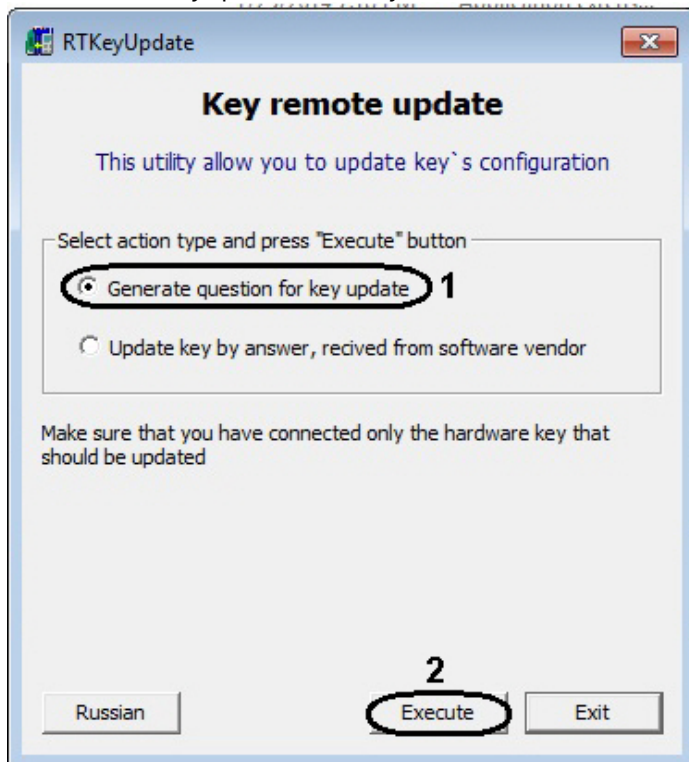 RTKeyUpdate
Key remote update
This utility allow you to update key`s configuration
Select action type and press "Execute" button
Generate question for key update 1
Update key by answer, recived from software vendor
Make sure that you have connected only the hardware key that
should be updated
2
Russian Execute Exit